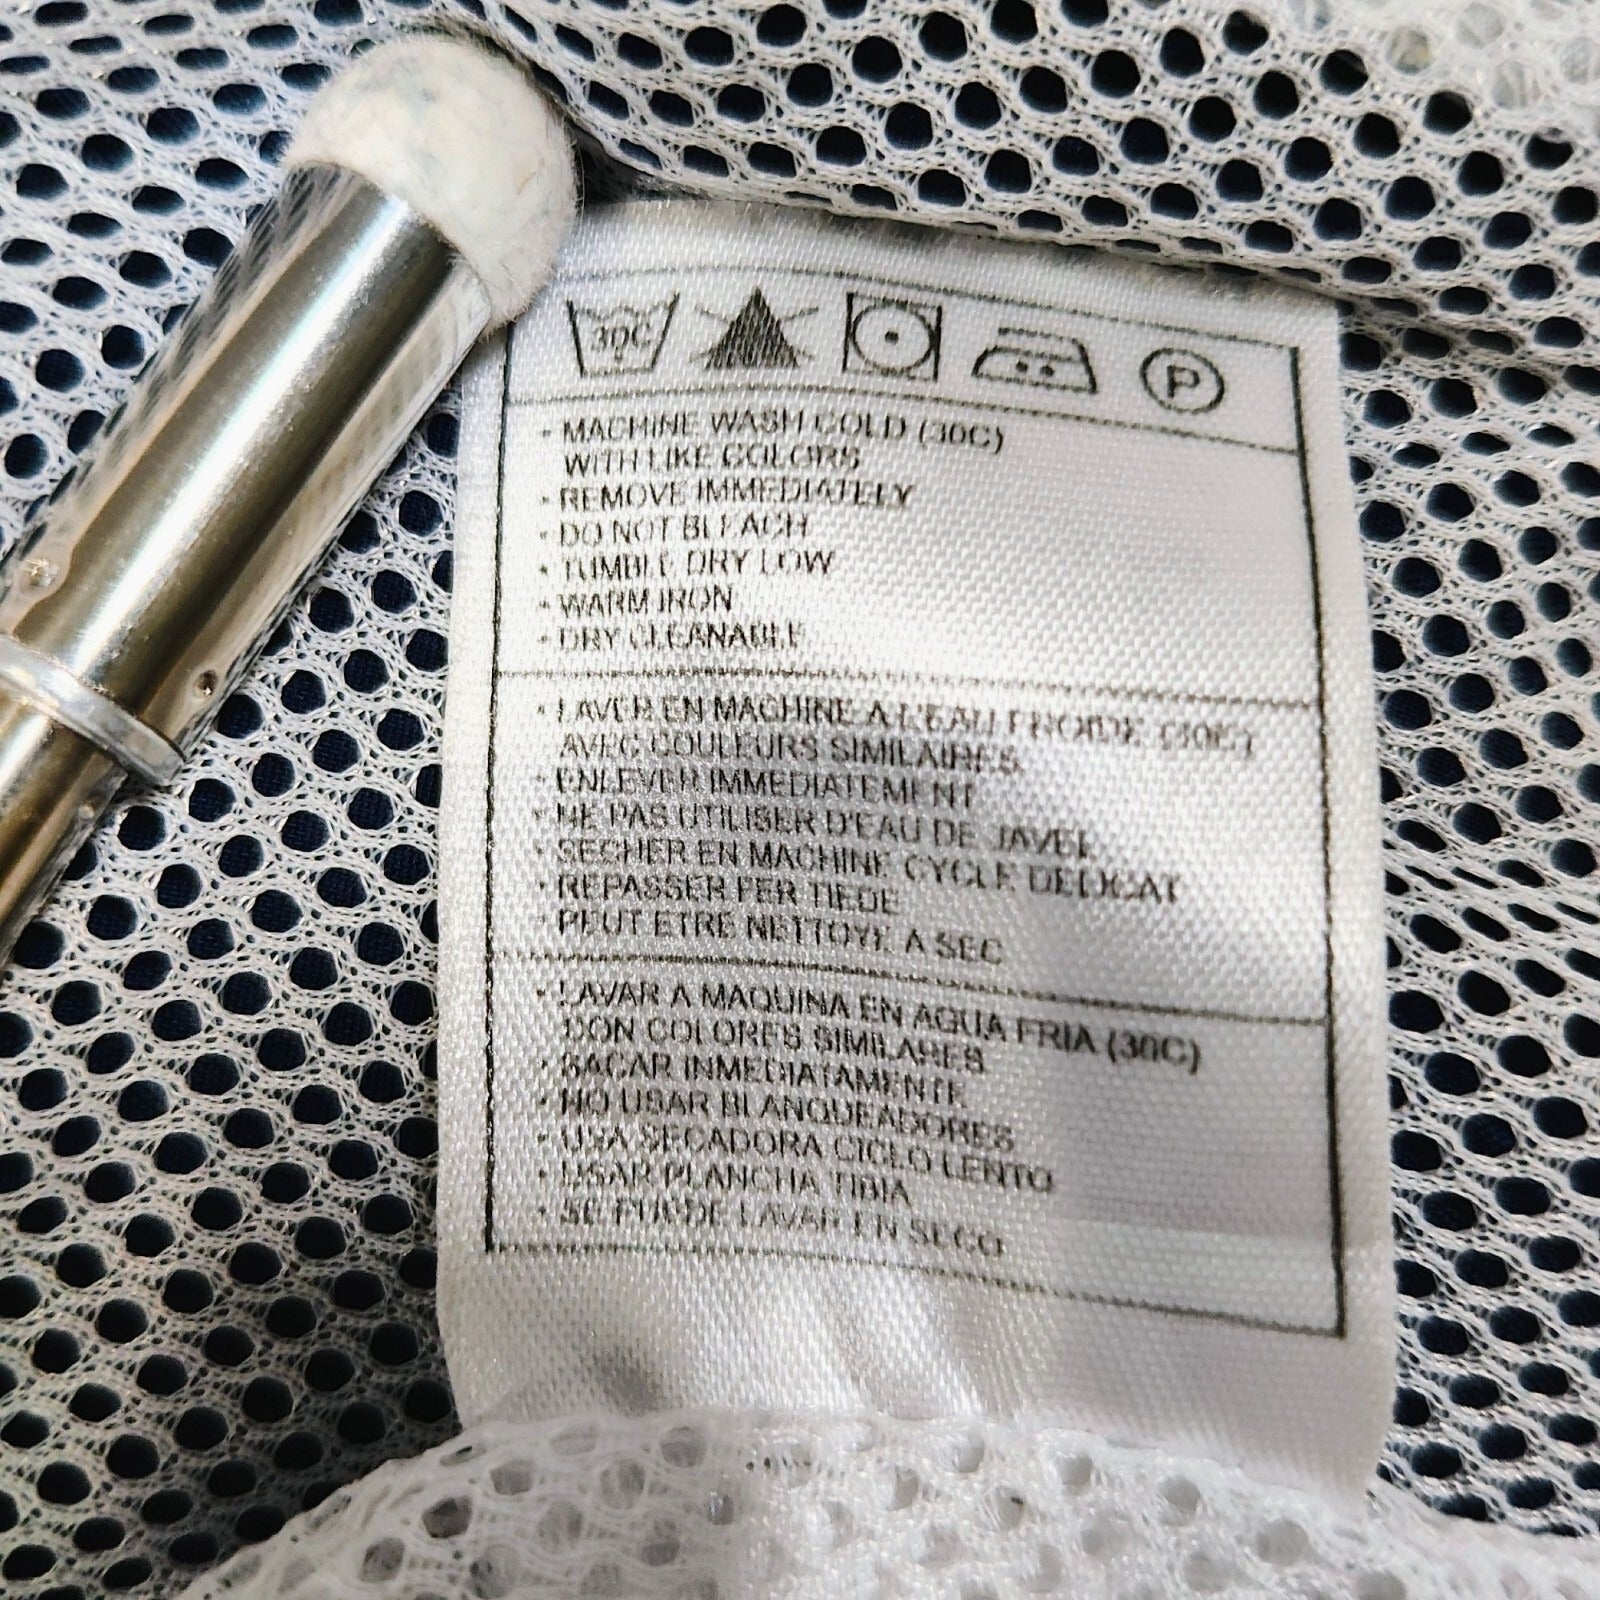 30C
P
• MACHINE WASH COLD (30C)
WITH LIKE COLORS
• REMOVE IMMEDIATELY
• DO NOT BLEACH
• TUMBLE DRY LOW
• WARM IRON
• DRY CLEANABLE
• LAVER EN MACHINE A L'EAU FROIDE (30C)
AVEC COULEURS SIMILAIRES
• ENLEVER IMMEDIATEMENT
• NE PAS UTILISER D'EAU DE JAVEL
• SECHER EN MACHINE CYCLE DELICAT
• REPASSER FER TIEDE
• PEUT ETRE NETTOYE A SEC
• LAVAR A MAQUINA EN AGUA FRIA (30C)
CON COLORES SIMILARES
• SACAR INMEDIATAMENTE
• NO USAR BLANQUEADORES
• USA SECADORA CICLO LENTO
• USAR PLANCHA TIBIA
• SE PUEDE LAVAR EN SECO